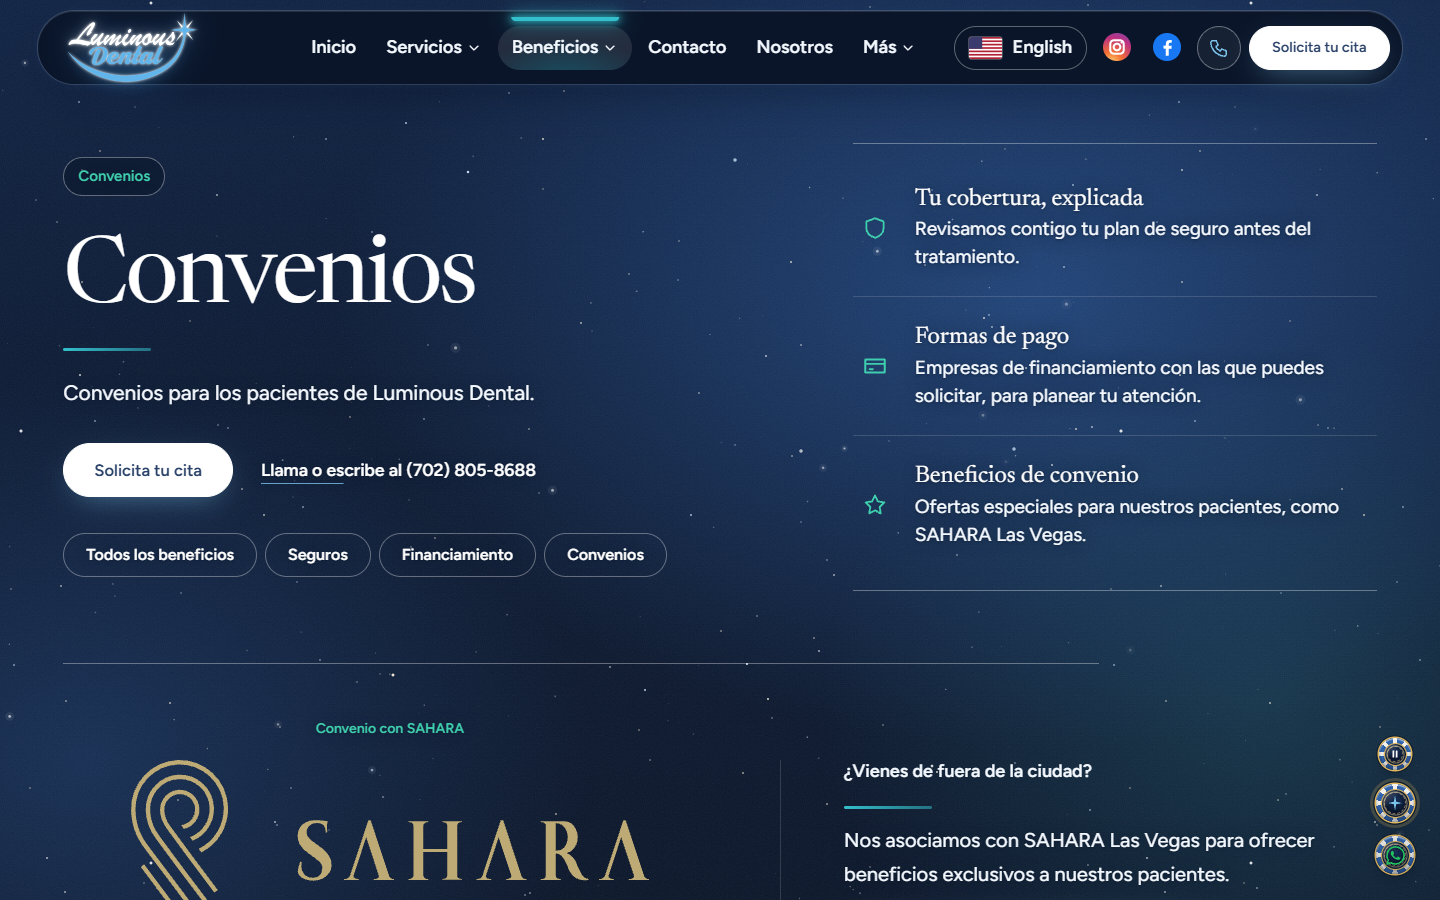 Luminous
Dental
Inicio
Servicios
Beneficios
Contacto
Nosotros
Más
English
Solicita tu cita
Convenios
Convenios
Convenios para los pacientes de Luminous Dental.
Solicita tu cita
Llama o escribe al (702) 805-8688
Todos los beneficios
Seguros
Financiamiento
Convenios
Tu cobertura, explicada
Revisamos contigo tu plan de seguro antes del
tratamiento.
Formas de pago
Empresas de financiamiento con las que puedes
solicitar, para planear tu atención.
Beneficios de convenio
Ofertas especiales para nuestros pacientes, como
SAHARA Las Vegas.
Convenio con SAHARA
SAHARA
¿Vienes de fuera de la ciudad?
Nos asociamos con SAHARA Las Vegas para ofrecer
beneficios exclusivos a nuestros pacientes.